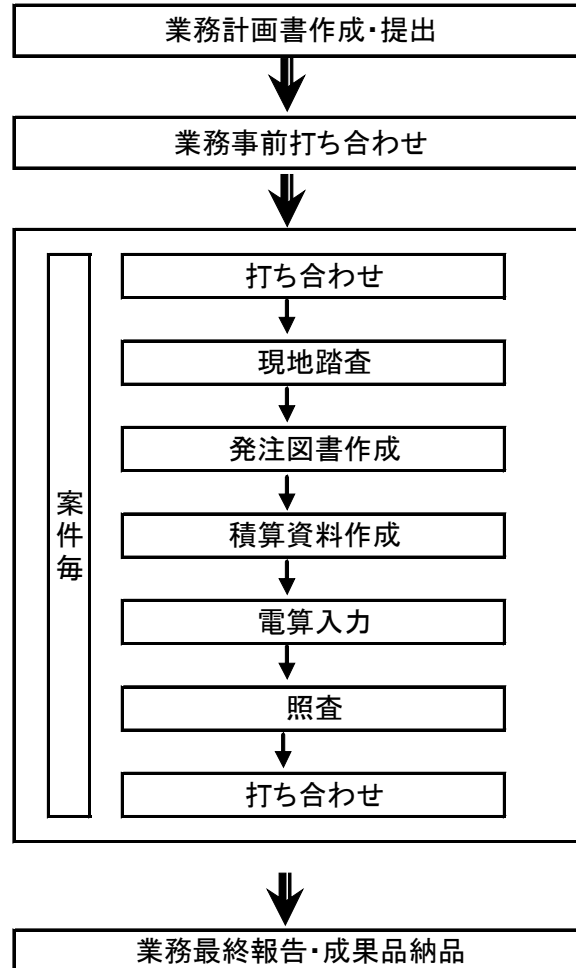 業務計画書作成・提出
業務事前打ち合わせ
案件毎
打ち合わせ
現地踏査
発注図書作成
積算資料作成
電算入力
照査
打ち合わせ
業務最終報告・成果品納品